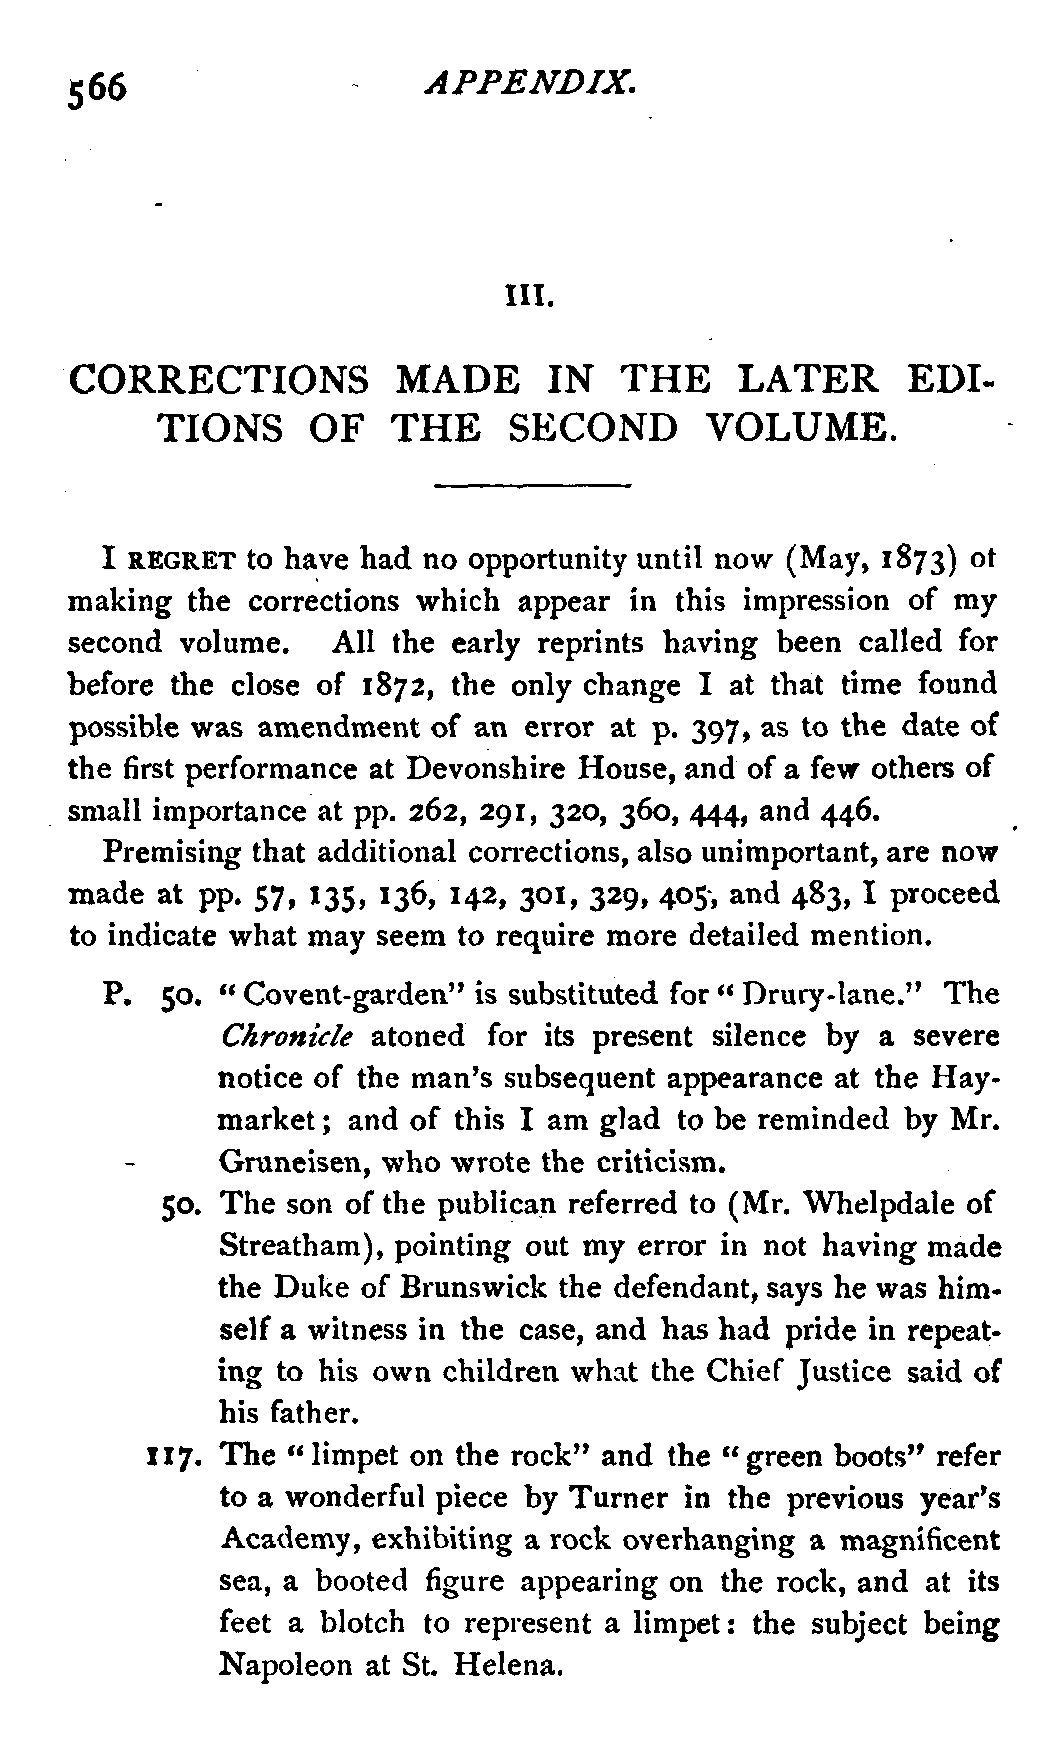 566 APPENDIX.
III.
CORRECTIONS MADE IN THE LATER EDI-
TIONS OF THE SECOND VOLUME.
I REGRET to have had no opportunity until now (May, 1873) ot
making the corrections which appear in this impression of my
second volume. All the early reprints having been called for
before the close of 1872, the only change I at that time found
possible was amendment of an error at p. 397, as to the date of
the first performance at Devonshire House, and of a few others of
small importance at pp. 262, 291, 320, 360, 444, and 446.
Premising that additional corrections, also unimportant, are now
made at pp. 57, 135, 136, 142, 301, 329, 405, and 483, I proceed
to indicate what may seem to require more detailed mention.
P. 50. “Covent-garden” is substituted for “Drury-lane.” The
Chronicle atoned for its present silence by a severe
notice of the man's subsequent appearance at the Hay-
market; and of this I am glad to be reminded by Mr.
Gruneisen, who wrote the criticism.
50. The son of the publican referred to (Mr. Whelpdale of
Streatham), pointing out my error in not having made
the Duke of Brunswick the defendant, says he was him-
self a witness in the case, and has had pride in repeat-
ing to his own children what the Chief Justice said of
his father.
117. The “limpet on the rock” and the “green boots” refer
to a wonderful piece by Turner in the previous year's
Academy, exhibiting a rock overhanging a magnificent
sea, a booted figure appearing on the rock, and at its
feet a blotch to represent a limpet: the subject being
Napoleon at St. Helena.